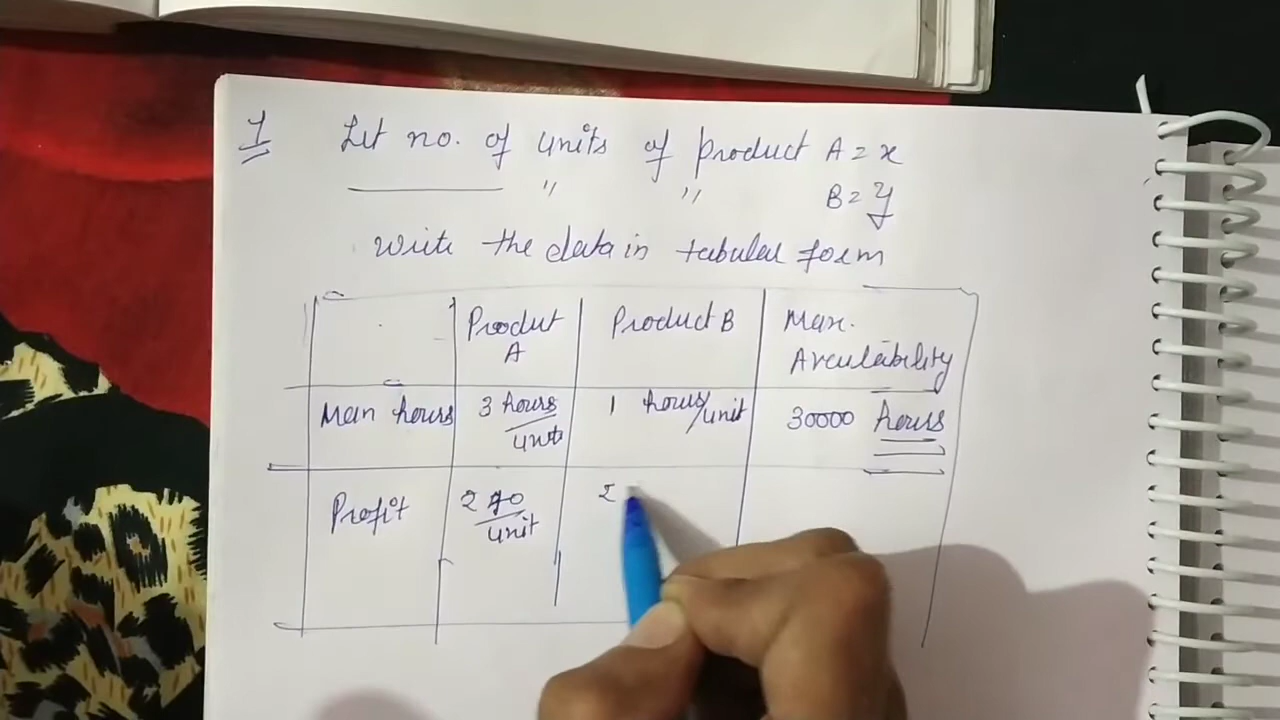 1 Let no. of units of product A = x
" " B = y
Write the data in tabular form
Product A Product B Max. Availability
Man hours 3 hours/unit 1 hours/unit 30000 hours
Profit ₹ 70/unit ₹